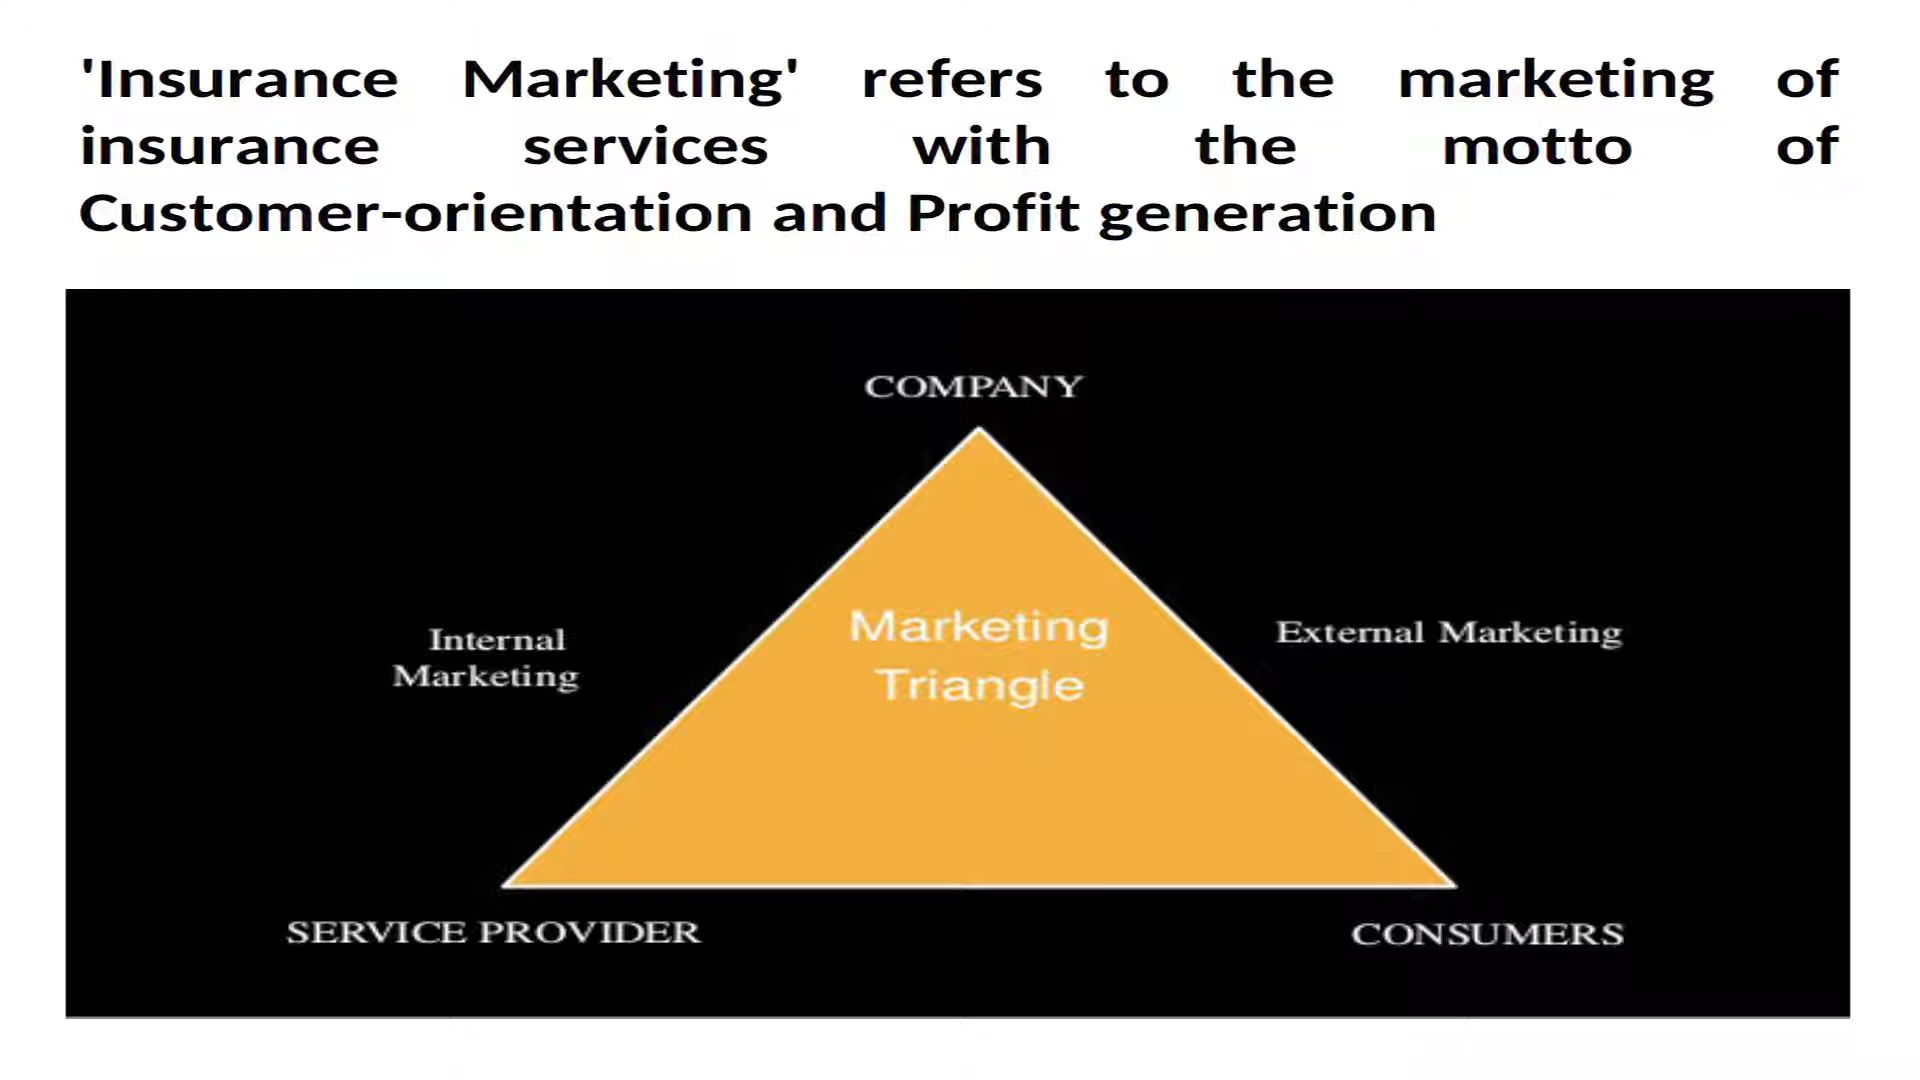 'Insurance Marketing' refers to the marketing of
insurance services with the motto of
Customer-orientation and Profit generation
COMPANY
Internal
Marketing
Marketing
Triangle
External Marketing
SERVICE PROVIDER
CONSUMERS